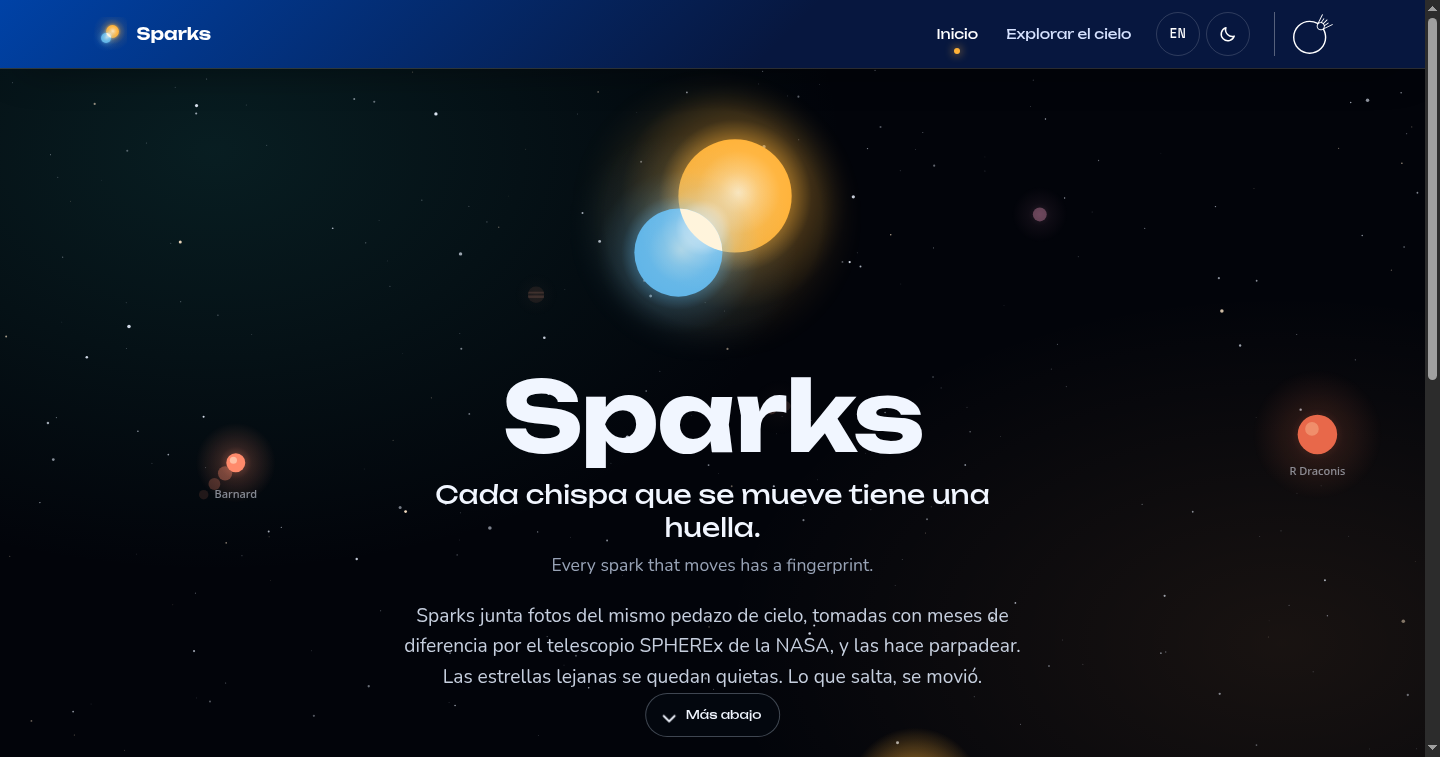 Sparks
Inicio
Explorar el cielo
EN
Sparks
Cada chispa que se mueve tiene una
huella.
Every spark that moves has a fingerprint.
Barnard
R Draconis
Sparks junta fotos del mismo pedazo de cielo, tomadas con meses de
diferencia por el telescopio SPHEREx de la NASA, y las hace parpadear.
Las estrellas lejanas se quedan quietas. Lo que salta, se movió.
Más abajo